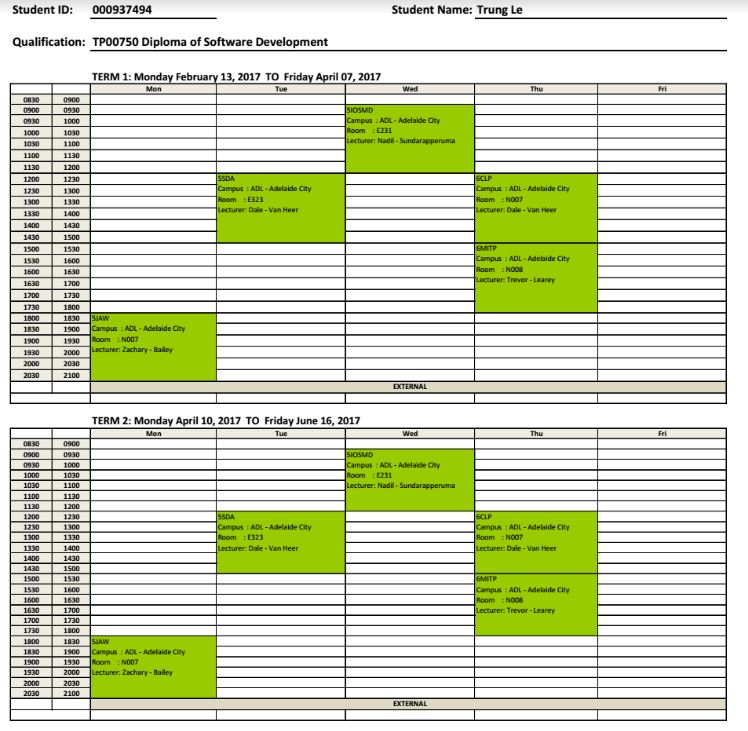 Student ID: 000937494 Student Name: Trung Le
Qualification: TP00750 Diploma of Software Development
TERM 1: Monday February 13, 2017 TO Friday April 07, 2017
Mon Tue Wed Thu Fri
0830 0900
0900 0930 5IOSMD
0930 1000 Campus : ADL - Adelaide City
1000 1030 Room : E231
1030 1100 Lecturer: Nadil - Sundarapperuma
1100 1130
1130 1200
1200 1230 5SDA 6CLP
1230 1300 Campus : ADL - Adelaide City Campus : ADL - Adelaide City
1300 1330 Room : E323 Room : N007
1330 1400 Lecturer: Dale - Van Heer Lecturer: Dale - Van Heer
1400 1430
1430 1500
1500 1530 6MITP
1530 1600 Campus : ADL - Adelaide City
1600 1630 Room : N008
1630 1700 Lecturer: Trevor - Learey
1700 1730
1730 1800
1800 1830 5JAW
1830 1900 Campus : ADL - Adelaide City
1900 1930 Room : N007
1930 2000 Lecturer: Zachary - Bailey
2000 2030
2030 2100
EXTERNAL
TERM 2: Monday April 10, 2017 TO Friday June 16, 2017
Mon Tue Wed Thu Fri
0830 0900
0900 0930 5IOSMD
0930 1000 Campus : ADL - Adelaide City
1000 1030 Room : E231
1030 1100 Lecturer: Nadil - Sundarapperuma
1100 1130
1130 1200
1200 1230 5SDA 6CLP
1230 1300 Campus : ADL - Adelaide City Campus : ADL - Adelaide City
1300 1330 Room : E323 Room : N007
1330 1400 Lecturer: Dale - Van Heer Lecturer: Dale - Van Heer
1400 1430
1430 1500
1500 1530 6MITP
1530 1600 Campus : ADL - Adelaide City
1600 1630 Room : N008
1630 1700 Lecturer: Trevor - Learey
1700 1730
1730 1800
1800 1830 5JAW
1830 1900 Campus : ADL - Adelaide City
1900 1930 Room : N007
1930 2000 Lecturer: Zachary - Bailey
2000 2030
2030 2100
EXTERNAL